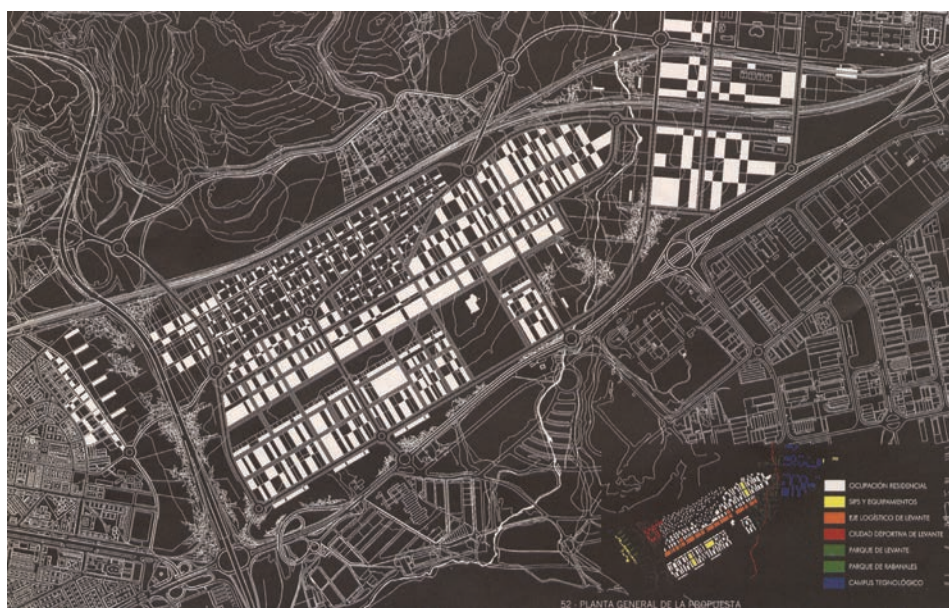 OCUPACIÓN RESIDENCIAL
SIPS Y EQUIPAMIENTOS
EJE LOGÍSTICO DE LEVANTE
CIUDAD DEPORTIVA DE LEVANTE
PARQUE DE LEVANTE
PARQUE DE RABANALES
CAMPUS TECNOLÓGICO
52 - PLANTA GENERAL DE LA PROPUESTA